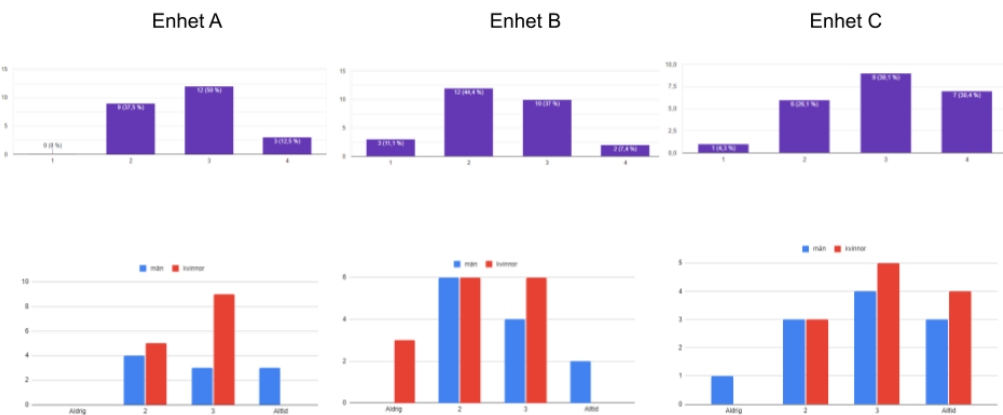 Enhet A
Enhet B
Enhet C
15
10
5
0
0 (0 %)
9 (37,5 %)
12 (50 %)
3 (12,5 %)
1 2 3 4
15
10
5
0
3 (11,1 %)
12 (44,4 %)
10 (37 %)
2 (7,4 %)
1 2 3 4
10,0
7,5
5,0
2,5
0,0
1 (4,3 %)
6 (26,1 %)
9 (39,1 %)
7 (30,4 %)
1 2 3 4
män kvinnor
10
8
6
4
2
0
Aldrig 2 3 Alltid
män kvinnor
6
4
2
0
Aldrig 2 3 Alltid
män kvinnor
5
4
3
2
1
0
Aldrig 2 3 Alltid